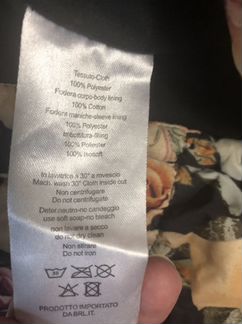 Tessuto-Cloth
100% Polyester
Fodera corpo-body lining
100% Cotton
Fodera maniche-sleeve lining
100% Polyester
Imbottitura-filling
100% Poliester
100% Isosoft
In lavatrice a 30° a rovescio
Mach. wash 30° Cloth inside out
Non centrifugare
Do not centrifugate
Deter.neutro-no candeggio
use soft soap-no bleach
non lavare a secco
do not dry clean
Non stirare
Do not iron
PRODOTTO IMPORTATO
DA BRL.IT.